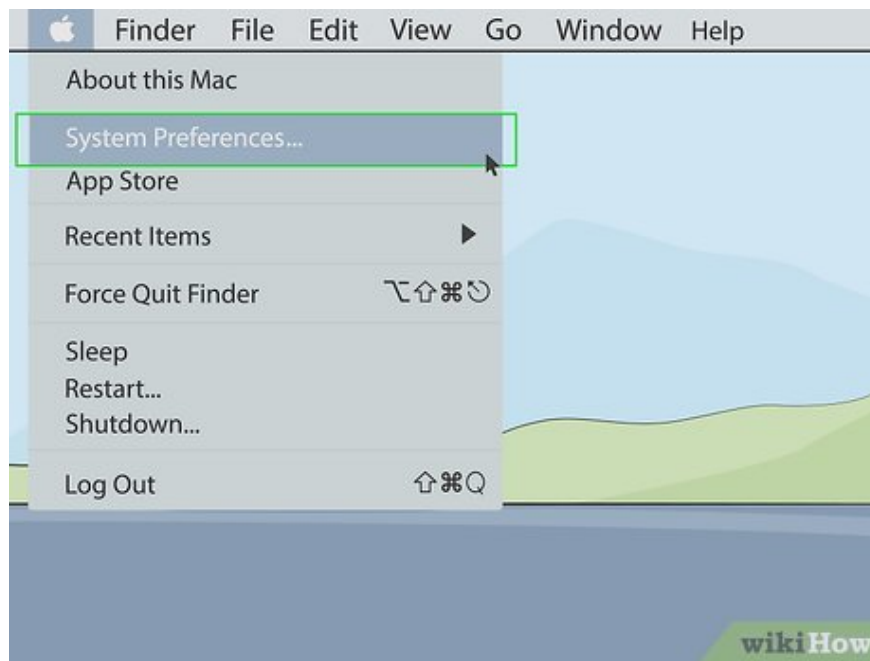 Finder File Edit View Go Window Help
About this Mac
System Preferences...
App Store
Recent Items ▶
Force Quit Finder ⌥⇧⌘⎋
Sleep
Restart...
Shutdown...
Log Out ⇧⌘Q
wikiHow